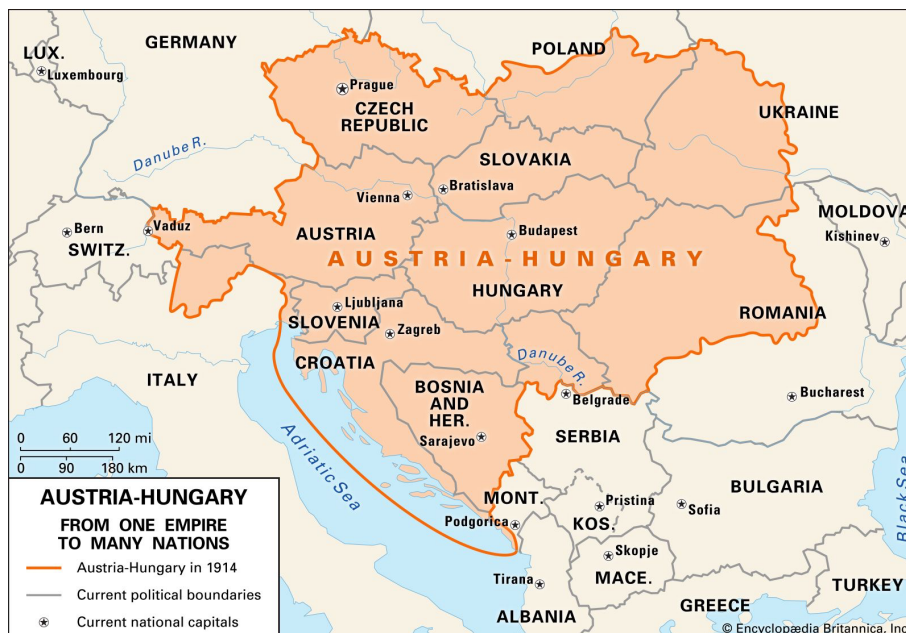 LUX.
Luxembourg
GERMANY
POLAND
Prague
CZECH
REPUBLIC
UKRAINE
Danube R.
SLOVAKIA
Bratislava
Vienna
Bern
SWITZ.
Vaduz
AUSTRIA
Budapest
MOLDOVA
Kishinev
AUSTRIA-HUNGARY
HUNGARY
Ljubljana
SLOVENIA
Zagreb
ROMANIA
ITALY
CROATIA
Danube R.
BOSNIA
AND
HER.
Sarajevo
Belgrade
Bucharest
SERBIA
0 60 120 mi
0 90 180 km
Adriatic Sea
MONT.
Podgorica
Pristina
KOS.
Sofia
BULGARIA
Black Sea
Skopje
MACE.
Tirana
ALBANIA
GREECE
TURKEY
AUSTRIA-HUNGARY
FROM ONE EMPIRE
TO MANY NATIONS
Austria-Hungary in 1914
Current political boundaries
Current national capitals
© Encyclopædia Britannica, Inc